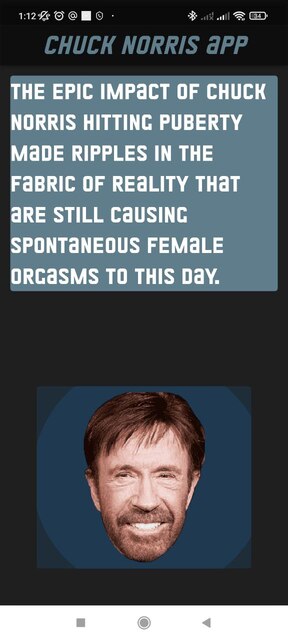 1:12
84
CHUCK NORRIS aPP
THE EPIC IMPaCT OF CHUCK
NORRIS HITTING PUBERTY
MaDE RIPPLES IN THE
FaBRIC OF REaLITY THaT
aRE STILL CaUSING
SPONTaNEOUS FEMaLE
ORGaSMS TO THIS DaY.